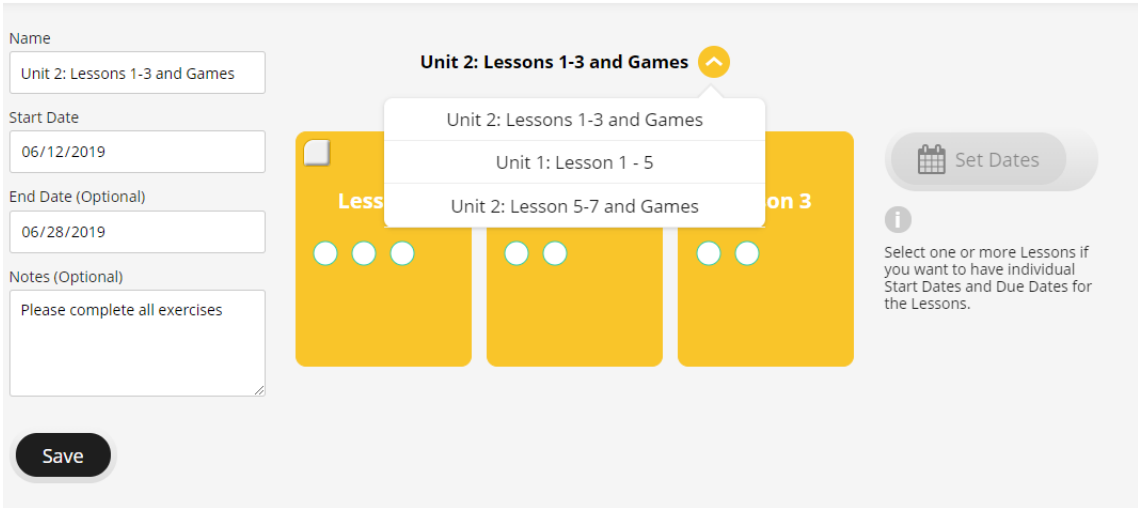 Name
Unit 2: Lessons 1-3 and Games
Start Date
06/12/2019
End Date (Optional)
06/28/2019
Notes (Optional)
Please complete all exercises
Save
Unit 2: Lessons 1-3 and Games
Unit 2: Lessons 1-3 and Games
Unit 1: Lesson 1 - 5
Unit 2: Lesson 5-7 and Games
Less
on 3
Set Dates
i
Select one or more Lessons if
you want to have individual
Start Dates and Due Dates for
the Lessons.